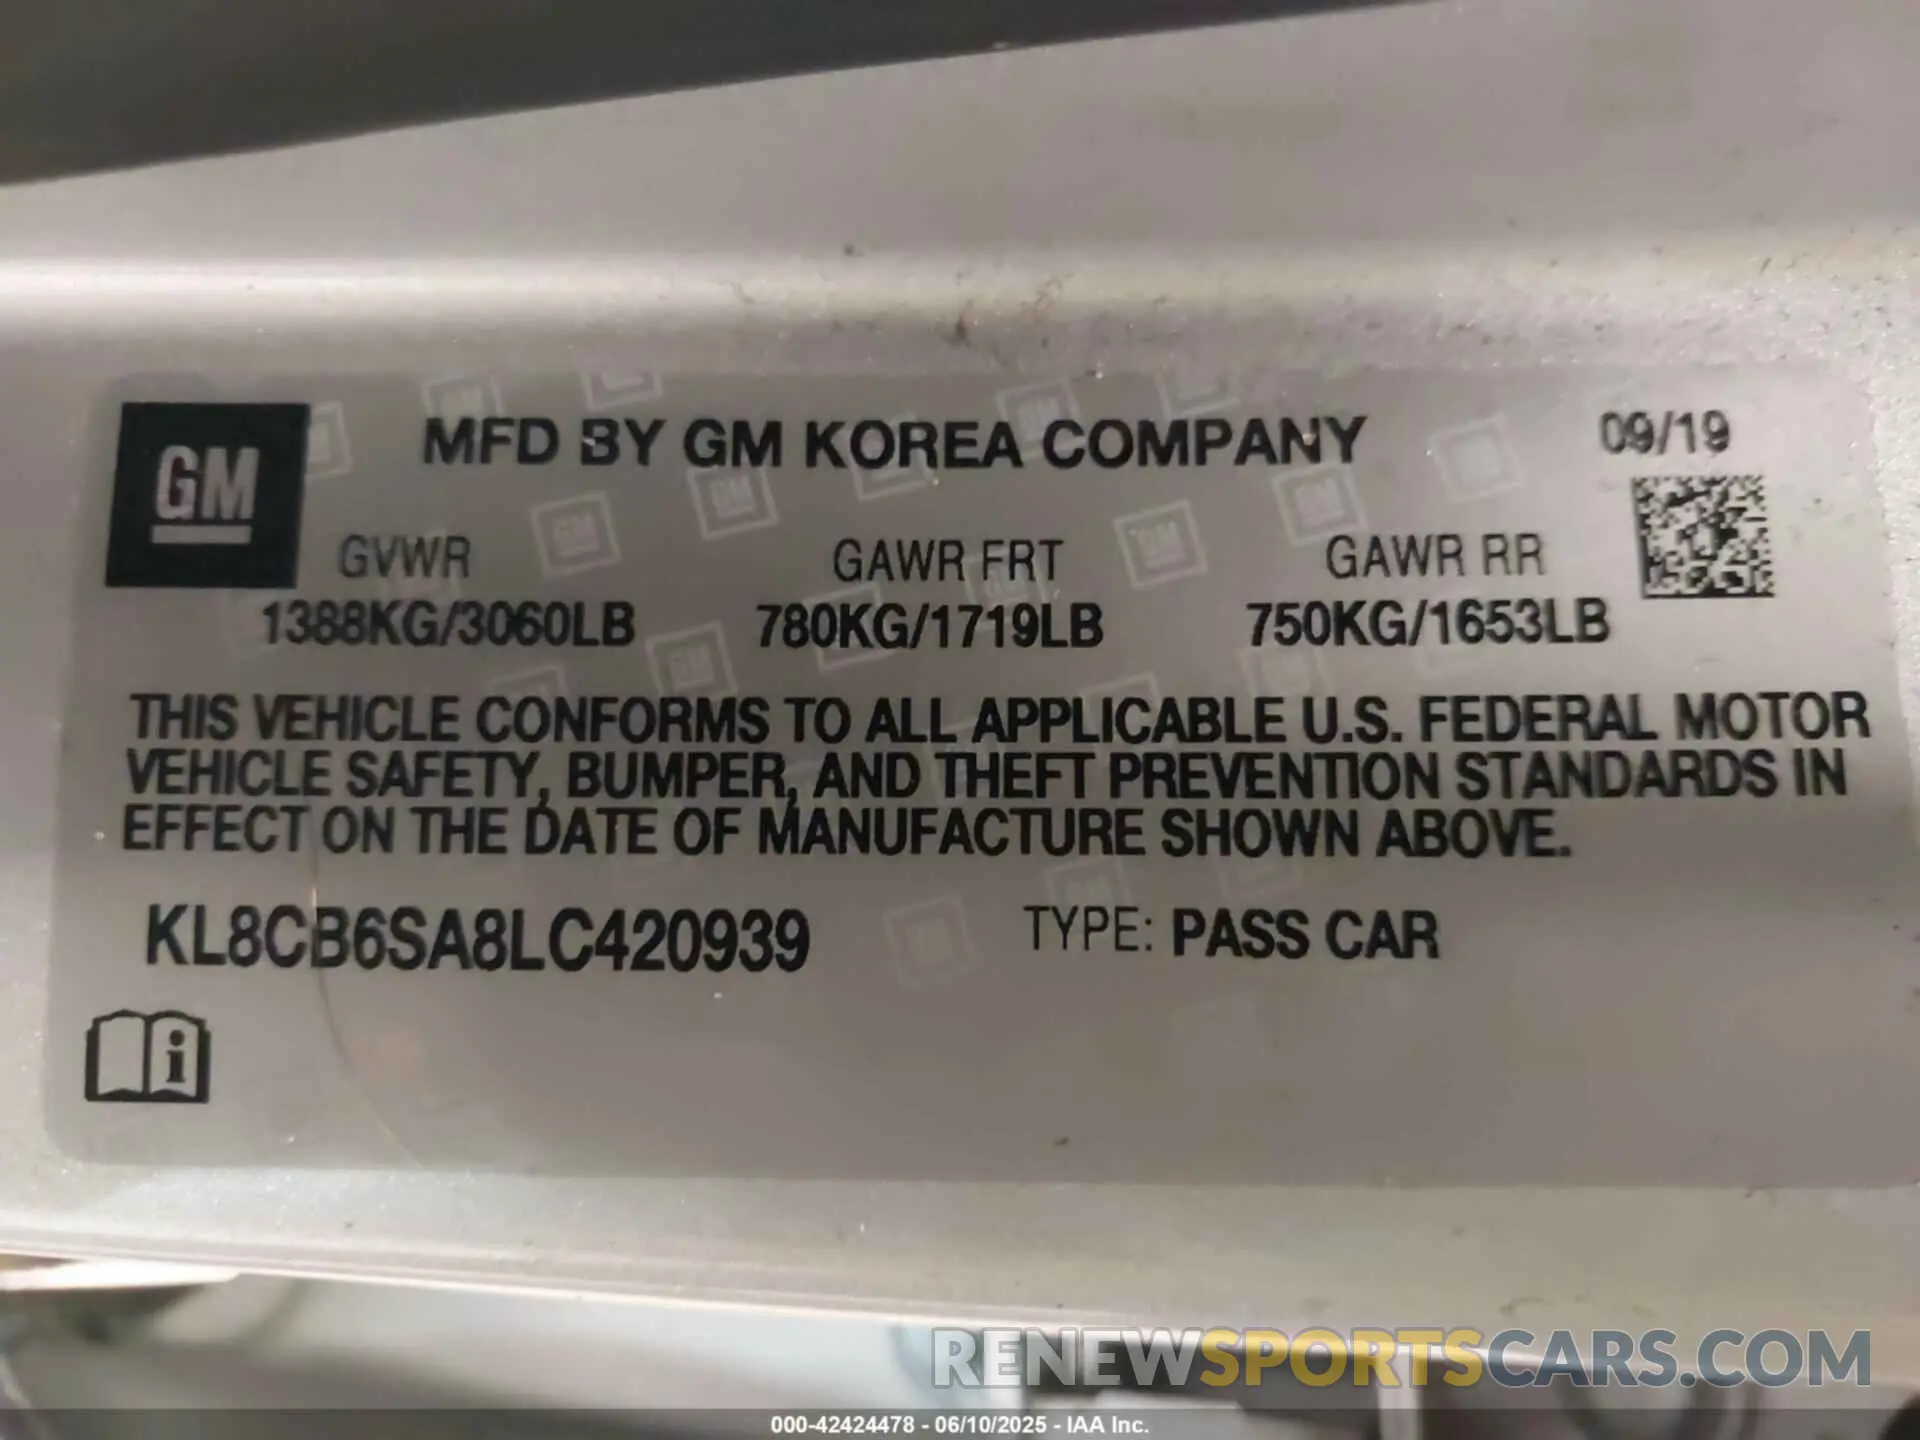 GM
MFD BY GM KOREA COMPANY
09/19
GVWR
GAWR FRT
GAWR RR
1388KG/3060LB
780KG/1719LB
750KG/1653LB
THIS VEHICLE CONFORMS TO ALL APPLICABLE U.S. FEDERAL MOTOR
VEHICLE SAFETY, BUMPER, AND THEFT PREVENTION STANDARDS IN
EFFECT ON THE DATE OF MANUFACTURE SHOWN ABOVE.
KL8CB6SA8LC420939
TYPE: PASS CAR
i
RENEWSPORTSCARS.COM
000-42424478 - 06/10/2025 - IAA Inc.